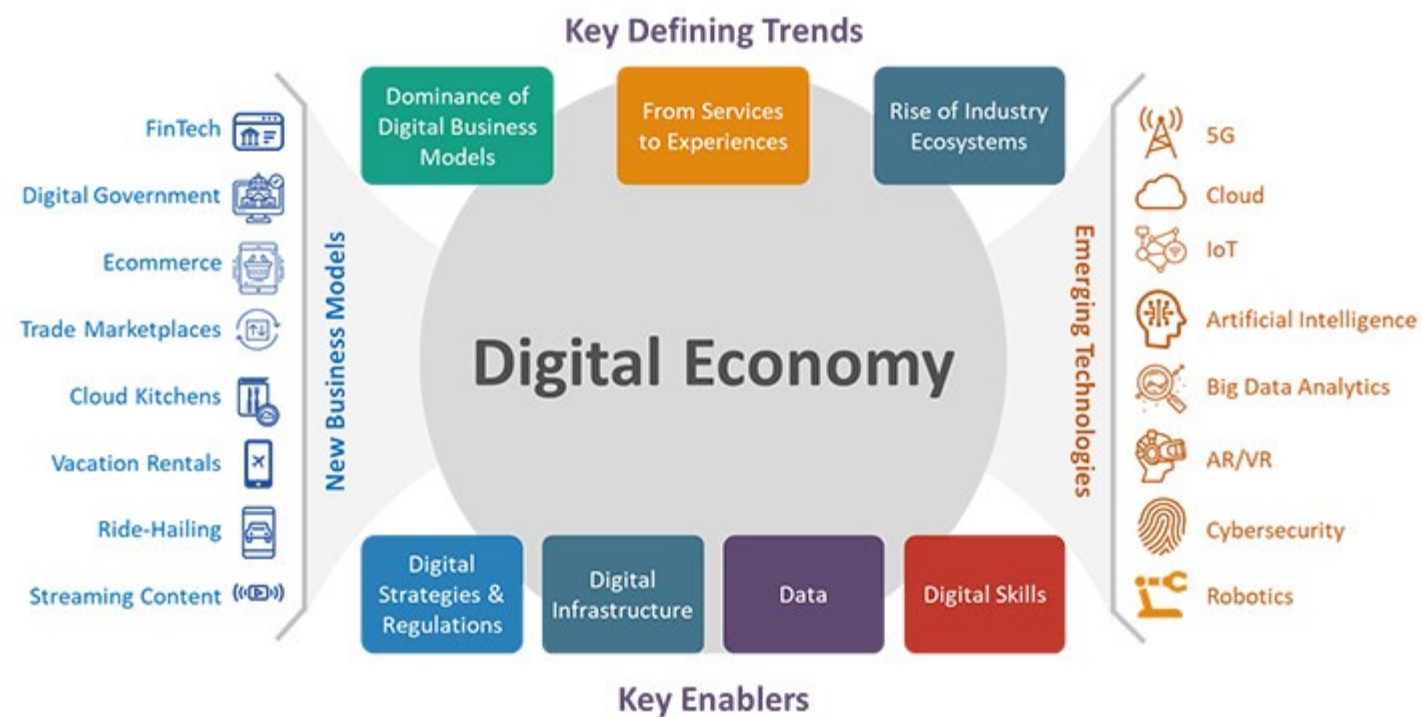 Key Defining Trends
Dominance of
Digital Business
Models
From Services
to Experiences
Rise of Industry
Ecosystems
FinTech
Digital Government
Ecommerce
Trade Marketplaces
Cloud Kitchens
Vacation Rentals
Ride-Hailing
Streaming Content
New Business Models
Digital Economy
Emerging Technologies
5G
Cloud
IoT
Artificial Intelligence
Big Data Analytics
AR/VR
Cybersecurity
Robotics
Digital
Strategies &
Regulations
Digital
Infrastructure
Data
Digital Skills
Key Enablers